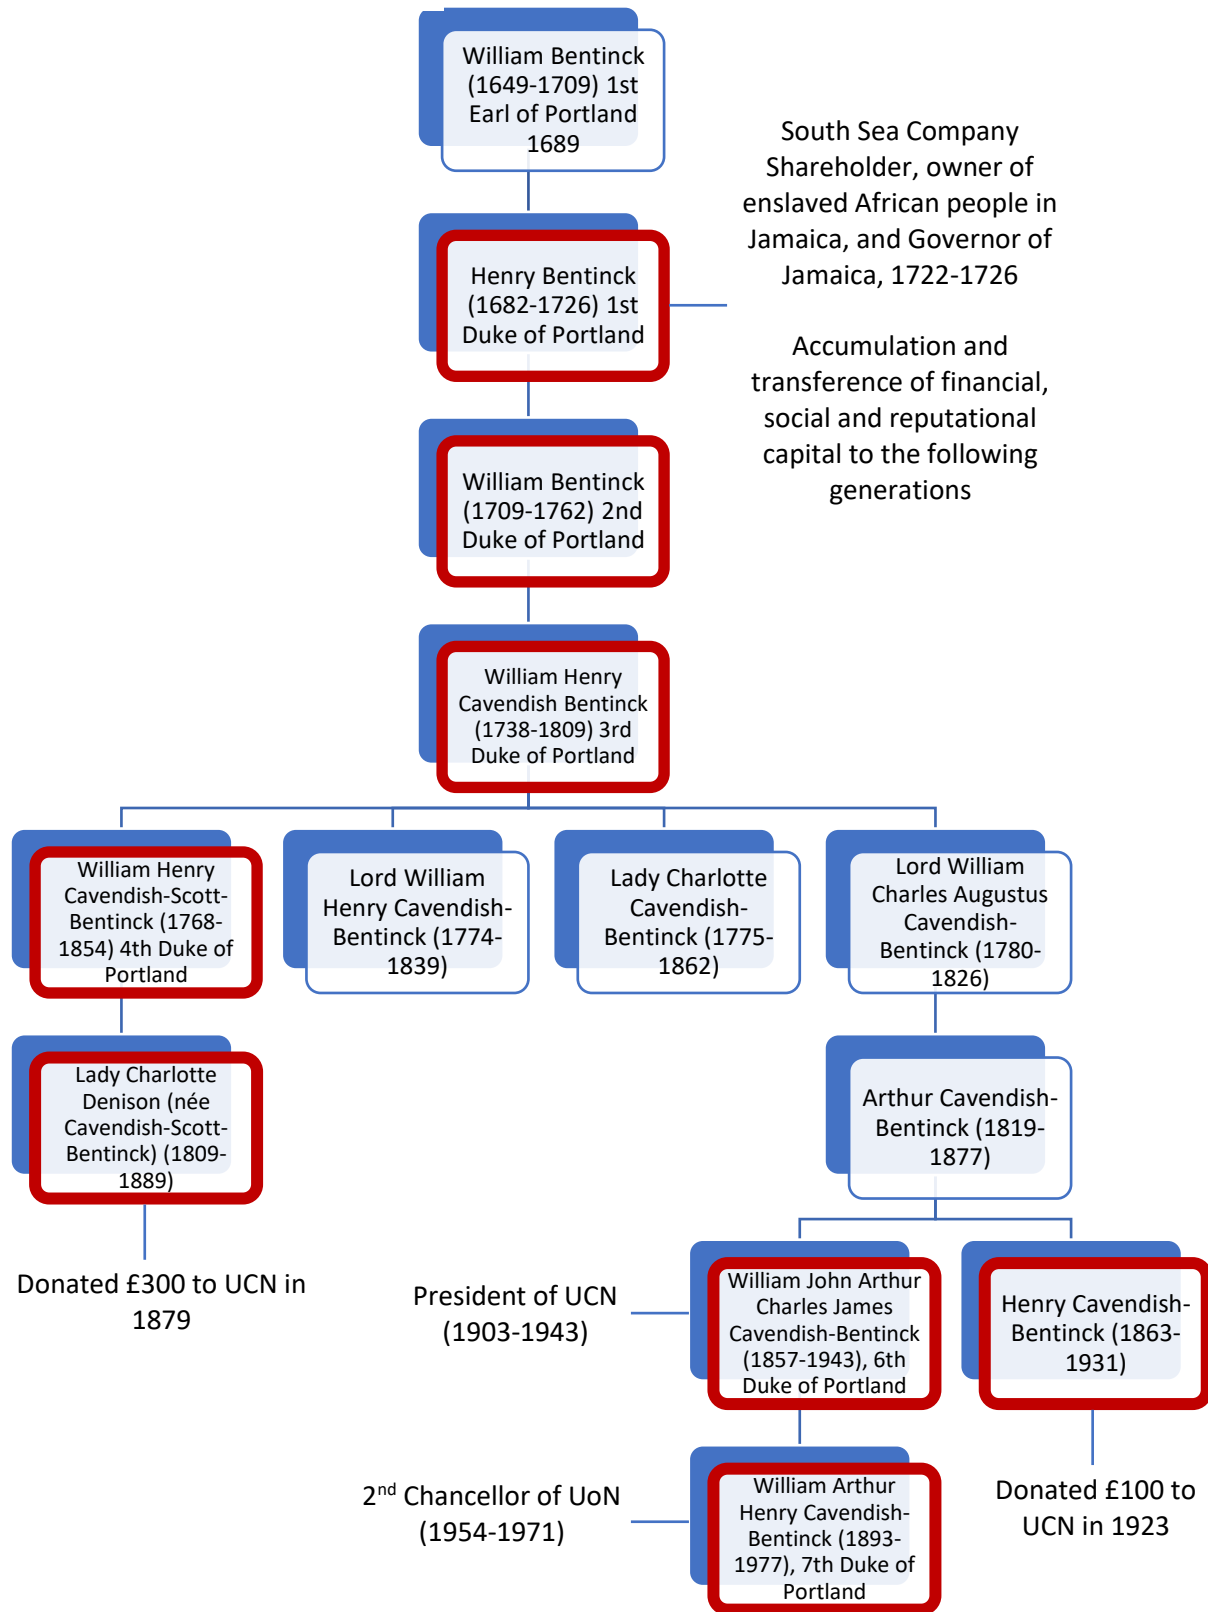 William Bentinck
(1649-1709) 1st
Earl of Portland
1689
South Sea Company
Shareholder, owner of
enslaved African people in
Jamaica, and Governor of
Jamaica, 1722-1726
Accumulation and
transference of financial,
social and reputational
capital to the following
generations
Henry Bentinck
(1682-1726) 1st
Duke of Portland
William Bentinck
(1709-1762) 2nd
Duke of Portland
William Henry
Cavendish Bentinck
(1738-1809) 3rd
Duke of Portland
William Henry
Cavendish-Scott-
Bentinck (1768-
1854) 4th Duke of
Portland
Lord William
Henry Cavendish-
Bentinck (1774-
1839)
Lady Charlotte
Cavendish-
Bentinck (1775-
1862)
Lord William
Charles Augustus
Cavendish-
Bentinck (1780-
1826)
Lady Charlotte
Denison (née
Cavendish-Scott-
Bentinck) (1809-
1889)
Arthur Cavendish-
Bentinck (1819-
1877)
Donated £300 to UCN in
1879
President of UCN
(1903-1943)
William John Arthur
Charles James
Cavendish-Bentinck
(1857-1943), 6th
Duke of Portland
Henry Cavendish-
Bentinck (1863-
1931)
2nd Chancellor of UoN
(1954-1971)
William Arthur
Henry Cavendish-
Bentinck (1893-
1977), 7th Duke of
Portland
Donated £100 to
UCN in 1923